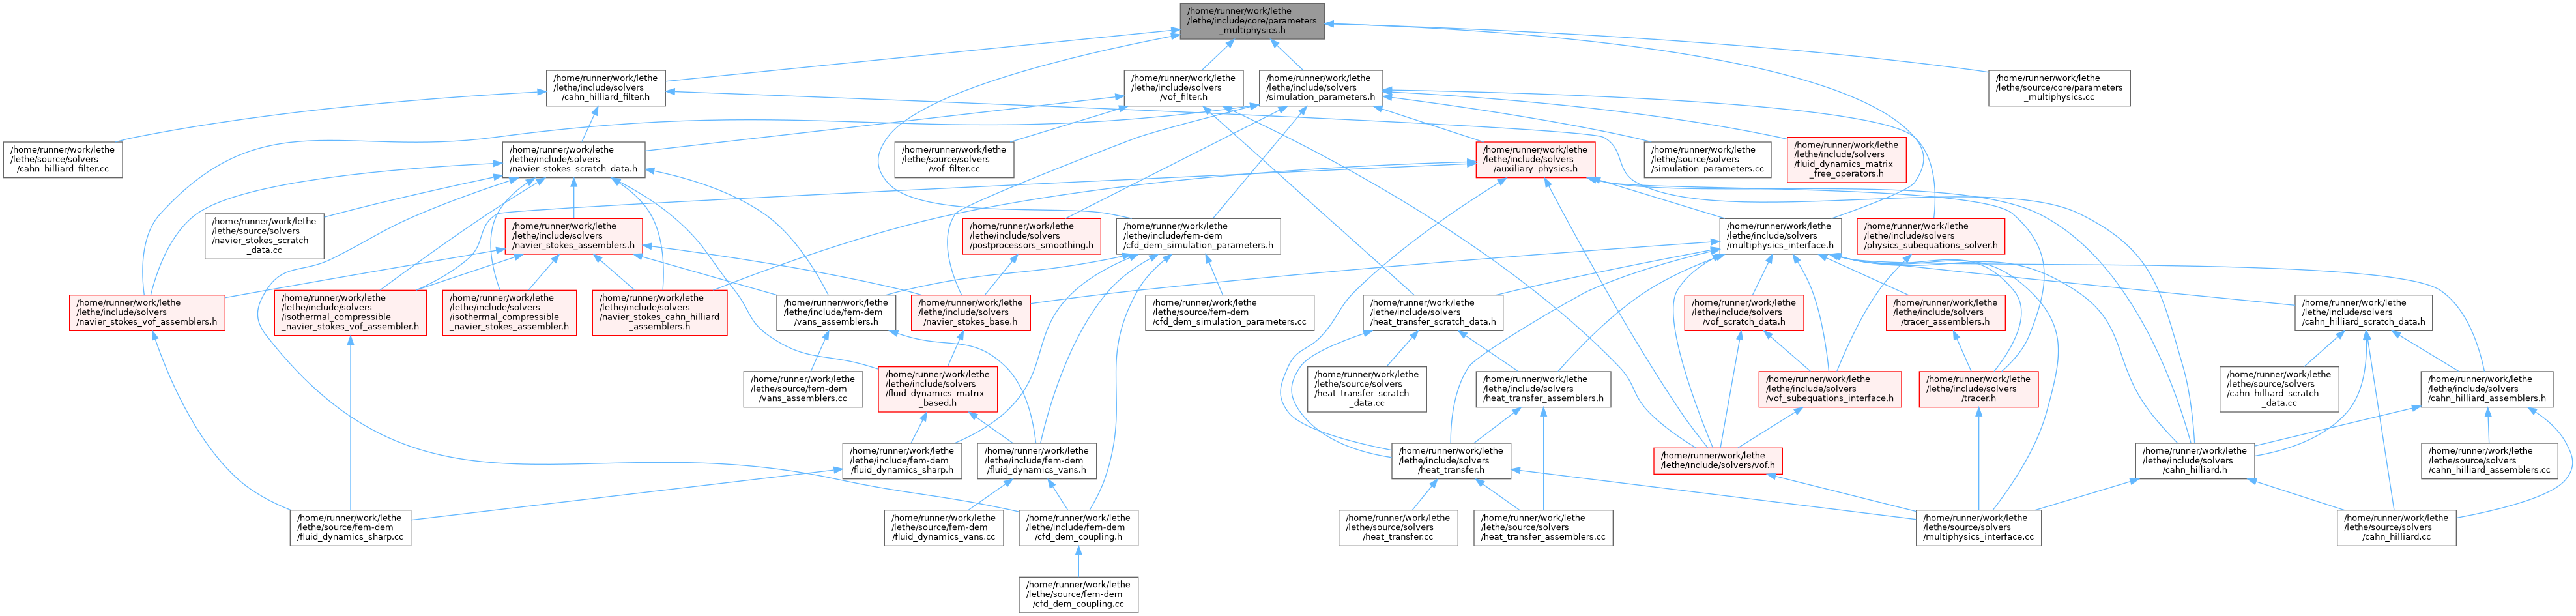 /home/runner/work/lethe
/lethe/include/core/parameters
_multiphysics.h
/home/runner/work/lethe
/lethe/include/solvers
/cahn_hilliard_filter.h
/home/runner/work/lethe
/lethe/include/solvers
/vof_filter.h
/home/runner/work/lethe
/lethe/include/solvers
/simulation_parameters.h
/home/runner/work/lethe
/lethe/source/core/parameters
_multiphysics.cc
/home/runner/work/lethe
/lethe/source/solvers
/cahn_hilliard_filter.cc
/home/runner/work/lethe
/lethe/include/solvers
/navier_stokes_scratch_data.h
/home/runner/work/lethe
/lethe/source/solvers
/vof_filter.cc
/home/runner/work/lethe
/lethe/include/solvers
/auxiliary_physics.h
/home/runner/work/lethe
/lethe/source/solvers
/simulation_parameters.cc
/home/runner/work/lethe
/lethe/include/solvers
/fluid_dynamics_matrix
_free_operators.h
/home/runner/work/lethe
/lethe/source/solvers
/navier_stokes_scratch
_data.cc
/home/runner/work/lethe
/lethe/include/solvers
/navier_stokes_assemblers.h
/home/runner/work/lethe
/lethe/include/solvers
/postprocessors_smoothing.h
/home/runner/work/lethe
/lethe/include/fem-dem
/cfd_dem_simulation_parameters.h
/home/runner/work/lethe
/lethe/include/solvers
/multiphysics_interface.h
/home/runner/work/lethe
/lethe/include/solvers
/physics_subequations_solver.h
/home/runner/work/lethe
/lethe/include/solvers
/navier_stokes_vof_assemblers.h
/home/runner/work/lethe
/lethe/include/solvers
/isothermal_compressible
_navier_stokes_vof_assembler.h
/home/runner/work/lethe
/lethe/include/solvers
/isothermal_compressible
_navier_stokes_assembler.h
/home/runner/work/lethe
/lethe/include/solvers
/navier_stokes_cahn_hilliard
_assemblers.h
/home/runner/work/lethe
/lethe/include/fem-dem
/vans_assemblers.h
/home/runner/work/lethe
/lethe/include/solvers
/navier_stokes_base.h
/home/runner/work/lethe
/lethe/source/fem-dem
/cfd_dem_simulation_parameters.cc
/home/runner/work/lethe
/lethe/include/solvers
/heat_transfer_scratch_data.h
/home/runner/work/lethe
/lethe/include/solvers
/vof_scratch_data.h
/home/runner/work/lethe
/lethe/include/solvers
/tracer_assemblers.h
/home/runner/work/lethe
/lethe/include/solvers
/cahn_hilliard_scratch_data.h
/home/runner/work/lethe
/lethe/source/fem-dem
/vans_assemblers.cc
/home/runner/work/lethe
/lethe/include/solvers
/fluid_dynamics_matrix
_based.h
/home/runner/work/lethe
/lethe/source/solvers
/heat_transfer_scratch
_data.cc
/home/runner/work/lethe
/lethe/include/solvers
/heat_transfer_assemblers.h
/home/runner/work/lethe
/lethe/include/solvers
/vof_subequations_interface.h
/home/runner/work/lethe
/lethe/include/solvers
/tracer.h
/home/runner/work/lethe
/lethe/source/solvers
/cahn_hilliard_scratch
_data.cc
/home/runner/work/lethe
/lethe/include/solvers
/cahn_hilliard_assemblers.h
/home/runner/work/lethe
/lethe/include/fem-dem
/fluid_dynamics_sharp.h
/home/runner/work/lethe
/lethe/include/fem-dem
/fluid_dynamics_vans.h
/home/runner/work/lethe
/lethe/include/solvers
/heat_transfer.h
/home/runner/work/lethe
/lethe/include/solvers/vof.h
/home/runner/work/lethe
/lethe/include/solvers
/cahn_hilliard.h
/home/runner/work/lethe
/lethe/source/solvers
/cahn_hilliard_assemblers.cc
/home/runner/work/lethe
/lethe/source/fem-dem
/fluid_dynamics_sharp.cc
/home/runner/work/lethe
/lethe/source/fem-dem
/fluid_dynamics_vans.cc
/home/runner/work/lethe
/lethe/include/fem-dem
/cfd_dem_coupling.h
/home/runner/work/lethe
/lethe/source/solvers
/heat_transfer.cc
/home/runner/work/lethe
/lethe/source/solvers
/heat_transfer_assemblers.cc
/home/runner/work/lethe
/lethe/source/solvers
/multiphysics_interface.cc
/home/runner/work/lethe
/lethe/source/solvers
/cahn_hilliard.cc
/home/runner/work/lethe
/lethe/source/fem-dem
/cfd_dem_coupling.cc